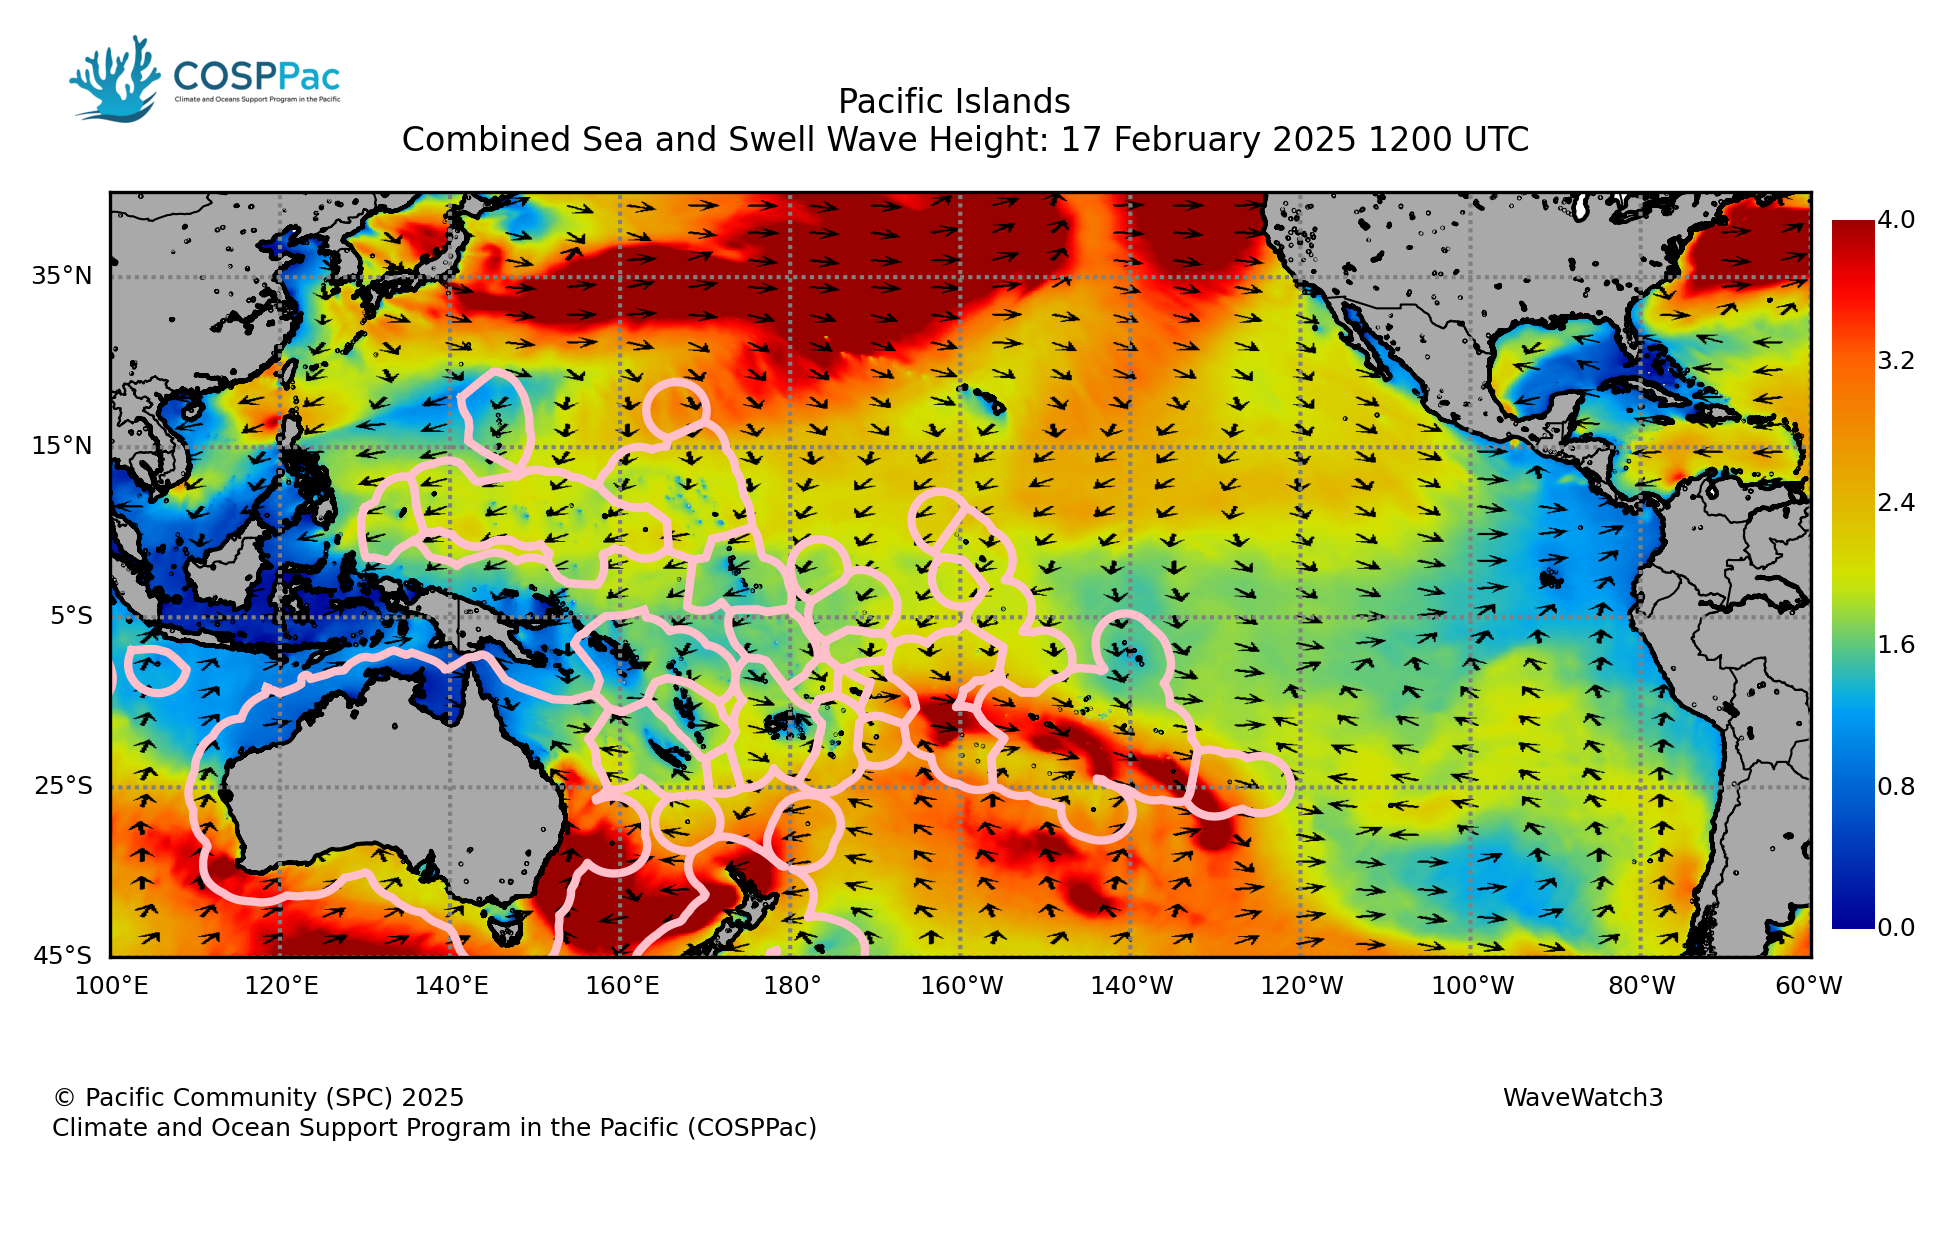 COSPPac
Climate and Oceans Support Program in the Pacific
Pacific Islands
Combined Sea and Swell Wave Height: 17 February 2025 1200 UTC
35°N
15°N
5°S
25°S
45°S
100°E 120°E 140°E 160°E 180° 160°W 140°W 120°W 100°W 80°W 60°W
4.0
3.2
2.4
1.6
0.8
0.0
© Pacific Community (SPC) 2025
Climate and Ocean Support Program in the Pacific (COSPPac)
WaveWatch3